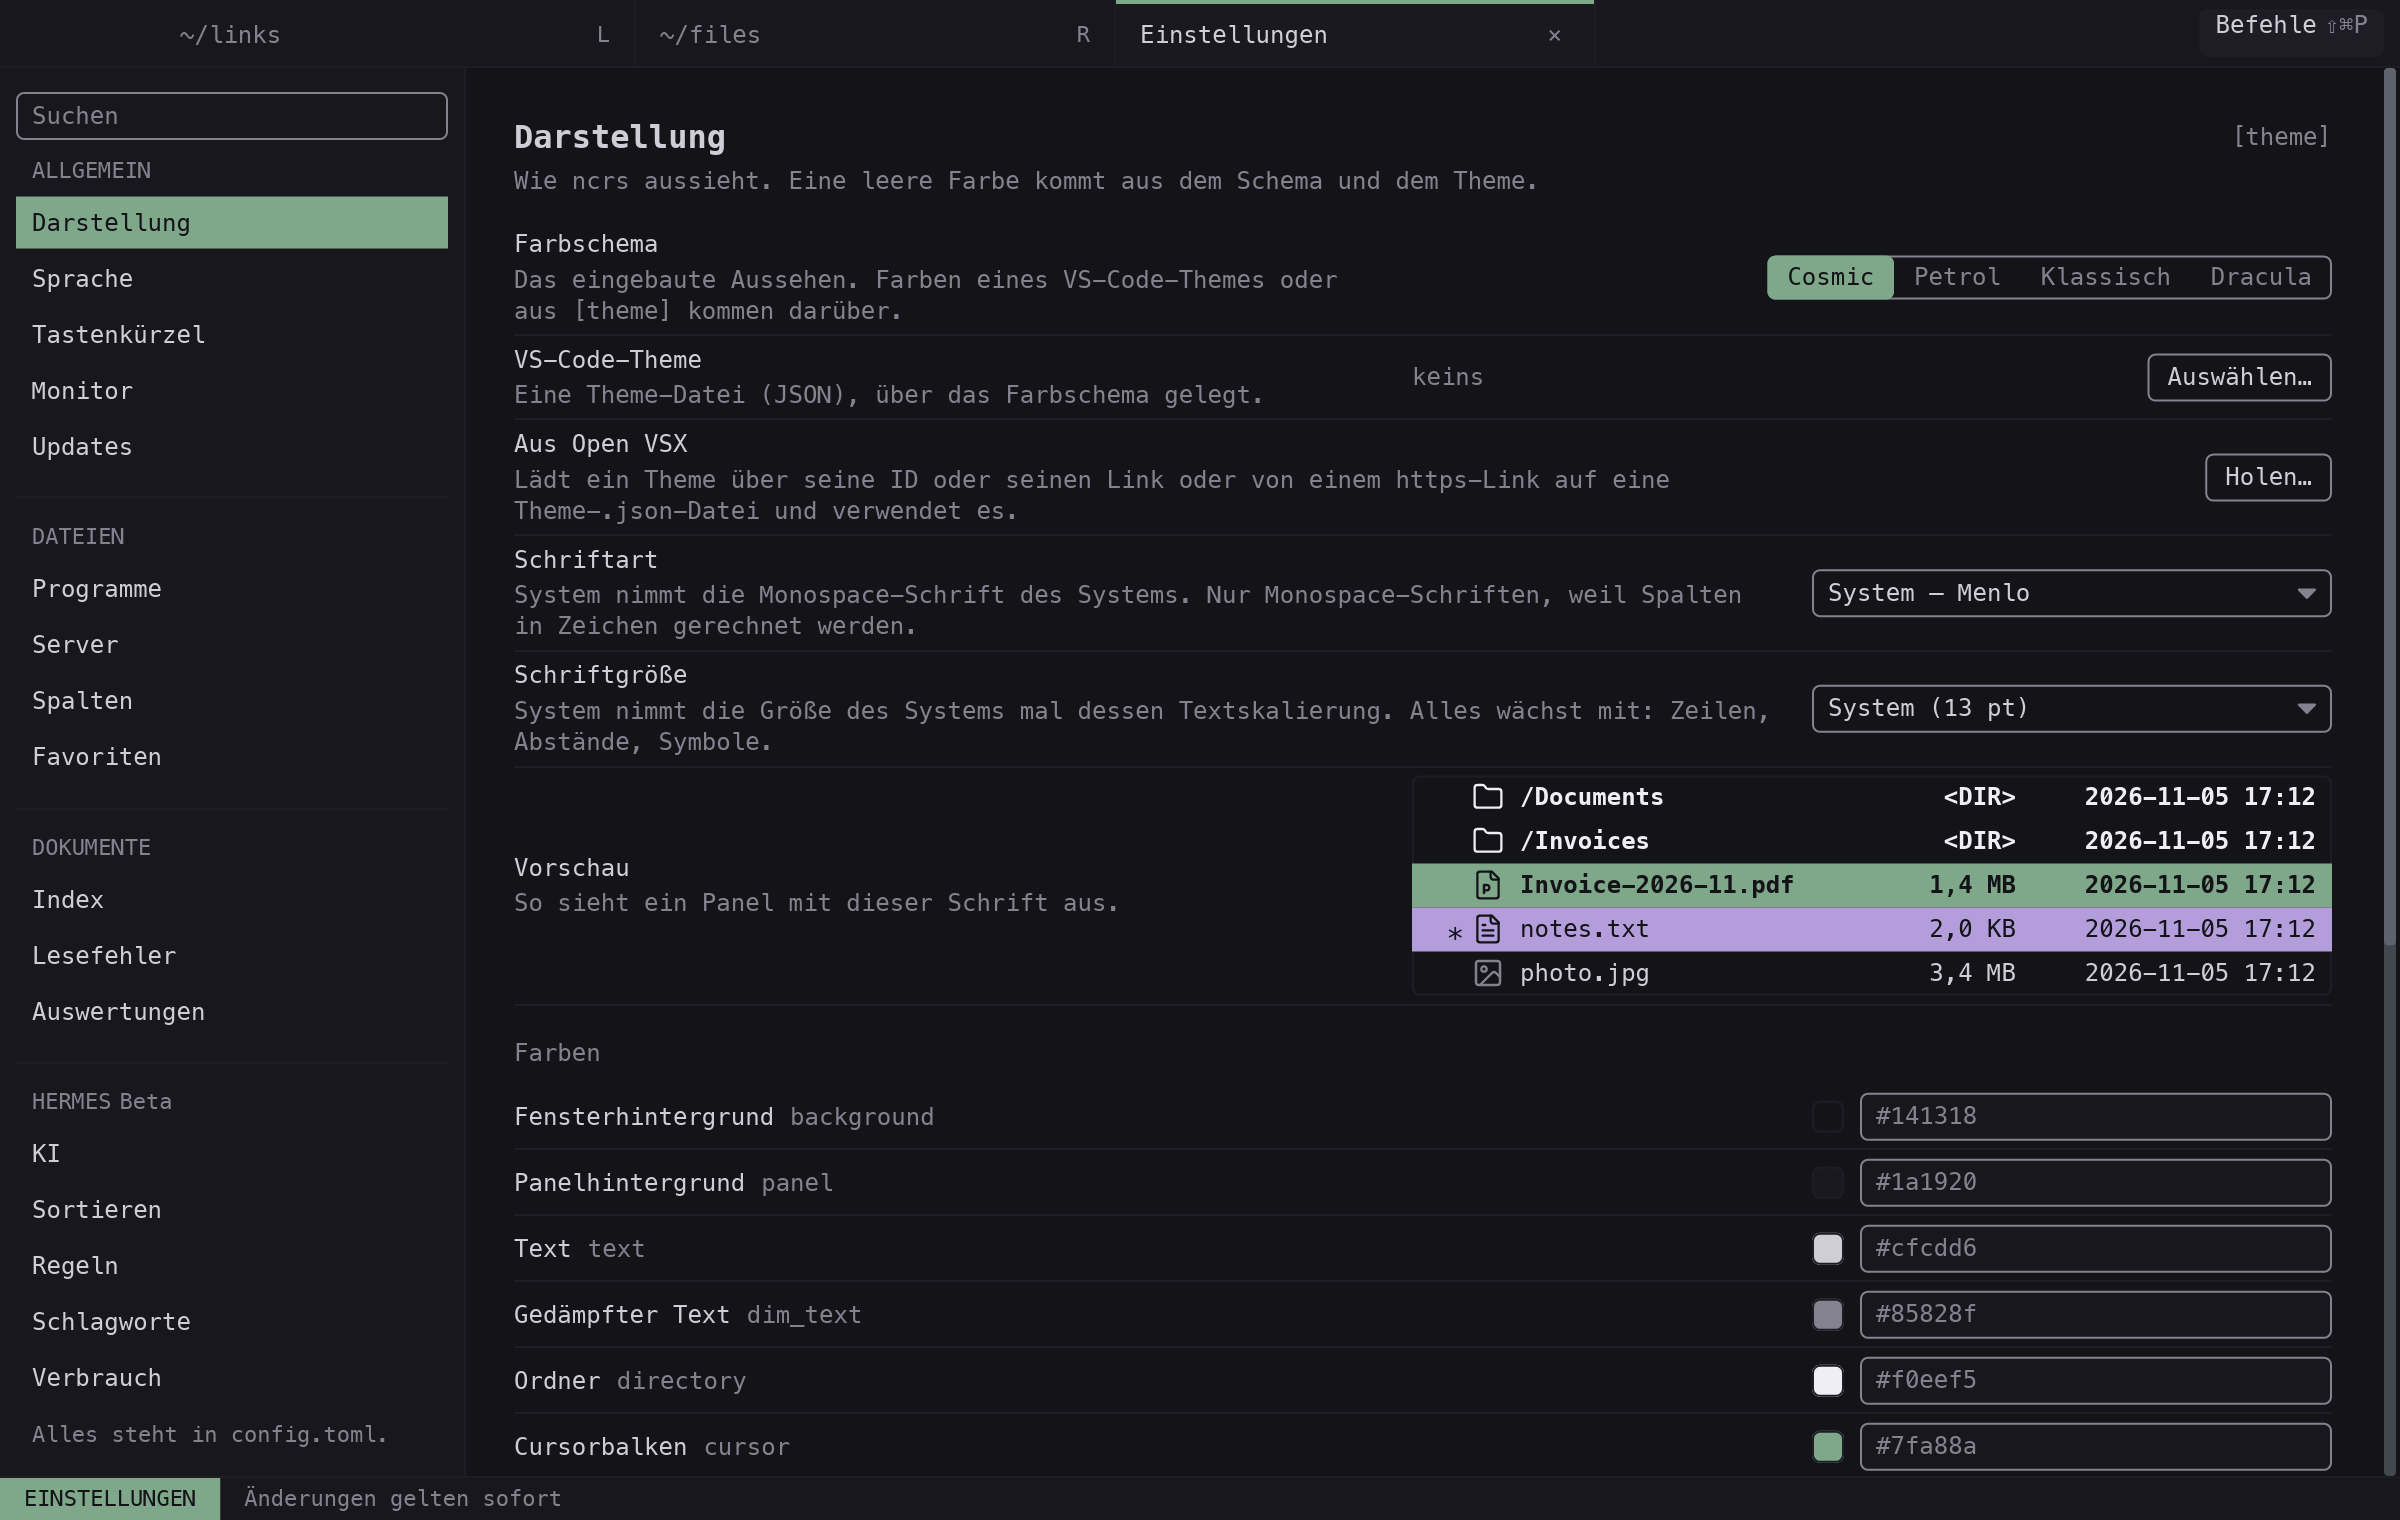 ~/links L ~/files R Einstellungen × Befehle ⇧⌘P
Suchen
ALLGEMEIN
Darstellung
Sprache
Tastenkürzel
Monitor
Updates
DATEIEN
Programme
Server
Spalten
Favoriten
DOKUMENTE
Index
Lesefehler
Auswertungen
HERMES Beta
KI
Sortieren
Regeln
Schlagworte
Verbrauch
Alles steht in config.toml.
Darstellung [theme]
Wie ncrs aussieht. Eine leere Farbe kommt aus dem Schema und dem Theme.
Farbschema
Das eingebaute Aussehen. Farben eines VS-Code-Themes oder
aus [theme] kommen darüber.
Cosmic Petrol Klassisch Dracula
VS-Code-Theme
Eine Theme-Datei (JSON), über das Farbschema gelegt.
keins Auswählen…
Aus Open VSX
Lädt ein Theme über seine ID oder seinen Link oder von einem https-Link auf eine
Theme-.json-Datei und verwendet es.
Holen…
Schriftart
System nimmt die Monospace-Schrift des Systems. Nur Monospace-Schriften, weil Spalten
in Zeichen gerechnet werden.
System — Menlo
Schriftgröße
System nimmt die Größe des Systems mal dessen Textskalierung. Alles wächst mit: Zeilen,
Abstände, Symbole.
System (13 pt)
Vorschau
So sieht ein Panel mit dieser Schrift aus.
/Documents <DIR> 2026-11-05 17:12
/Invoices <DIR> 2026-11-05 17:12
Invoice-2026-11.pdf 1,4 MB 2026-11-05 17:12
* notes.txt 2,0 KB 2026-11-05 17:12
photo.jpg 3,4 MB 2026-11-05 17:12
Farben
Fensterhintergrund background #141318
Panelhintergrund panel #1a1920
Text text #cfcdd6
Gedämpfter Text dim_text #85828f
Ordner directory #f0eef5
Cursorbalken cursor #7fa88a
EINSTELLUNGEN Änderungen gelten sofort